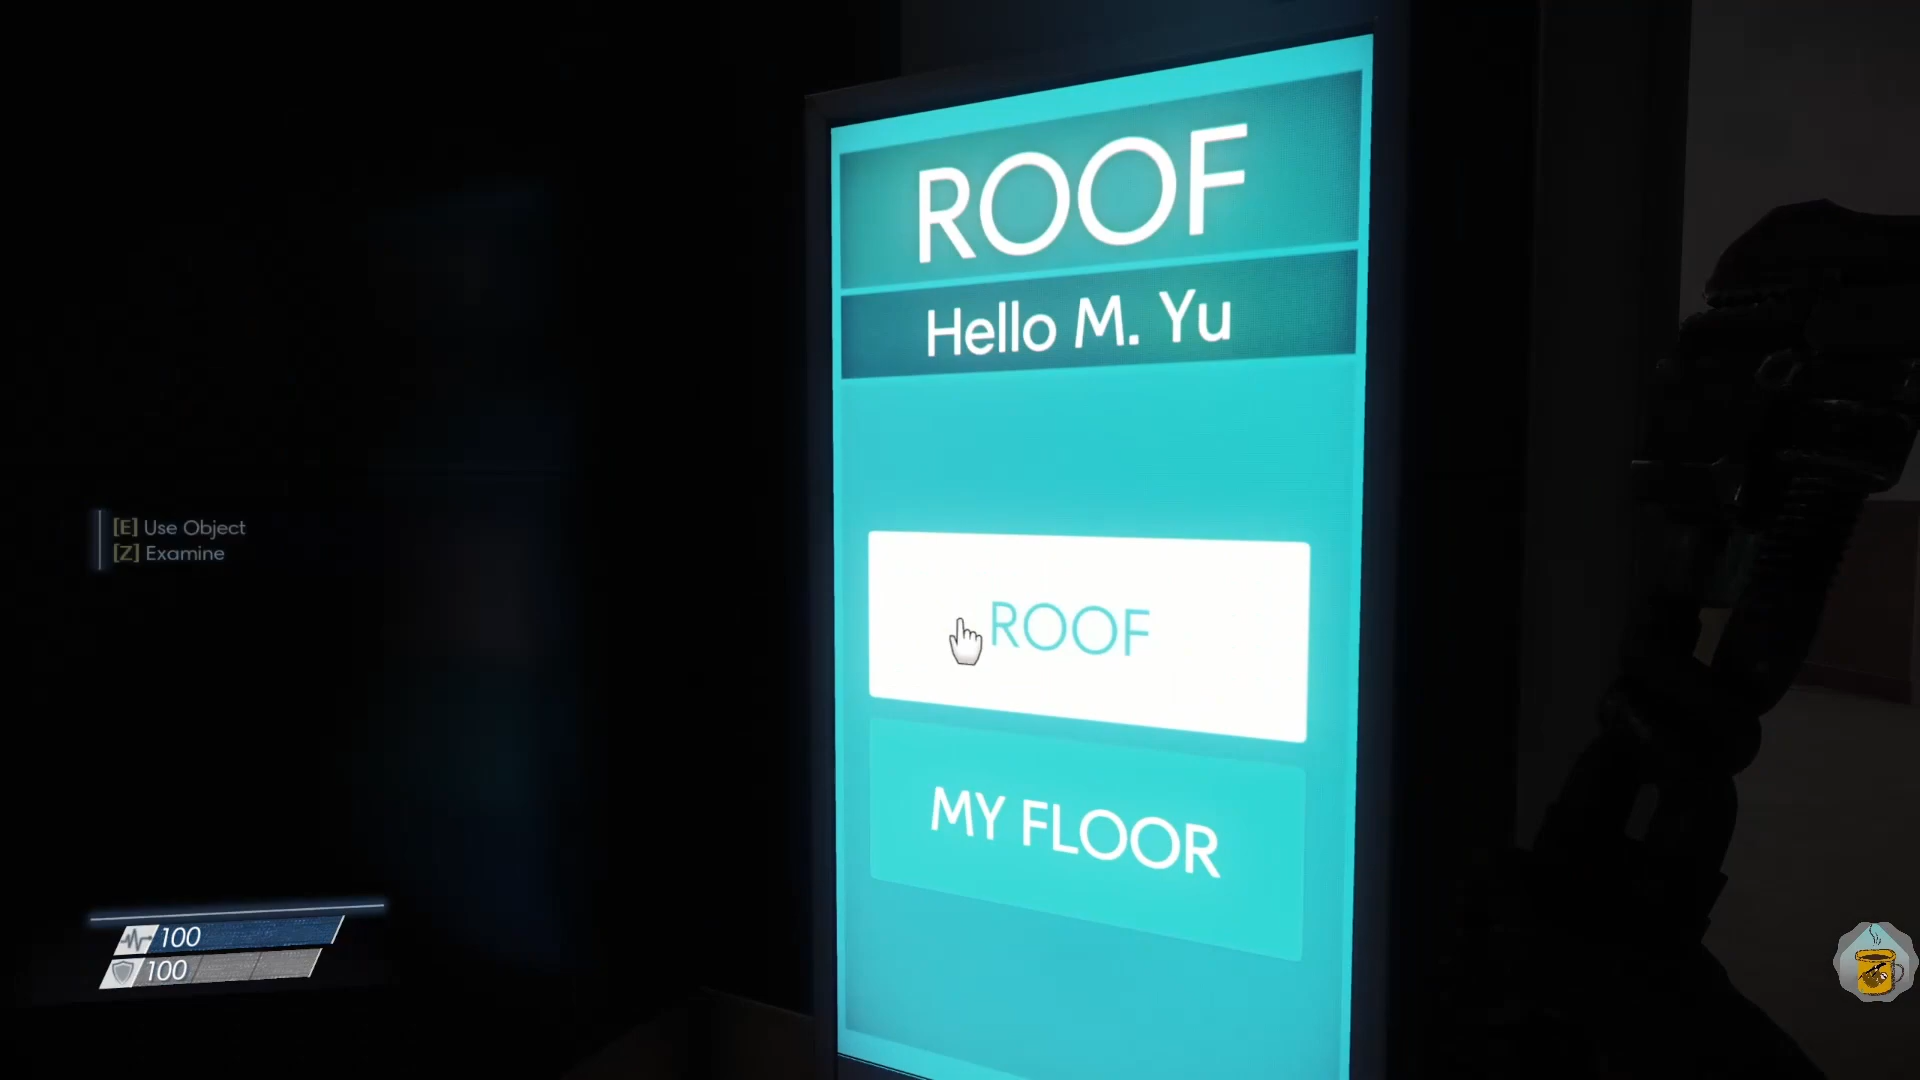 ROOF
Hello M. Yu
[E] Use Object
[Z] Examine
ROOF
MY FLOOR
100
100